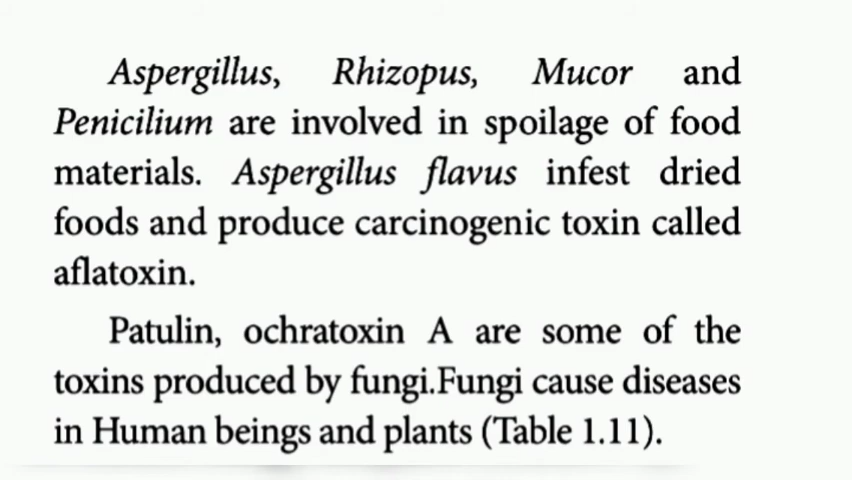 Aspergillus, Rhizopus, Mucor and
Penicilium are involved in spoilage of food
materials. Aspergillus flavus infest dried
foods and produce carcinogenic toxin called
aflatoxin.
Patulin, ochratoxin A are some of the
toxins produced by fungi.Fungi cause diseases
in Human beings and plants (Table 1.11).